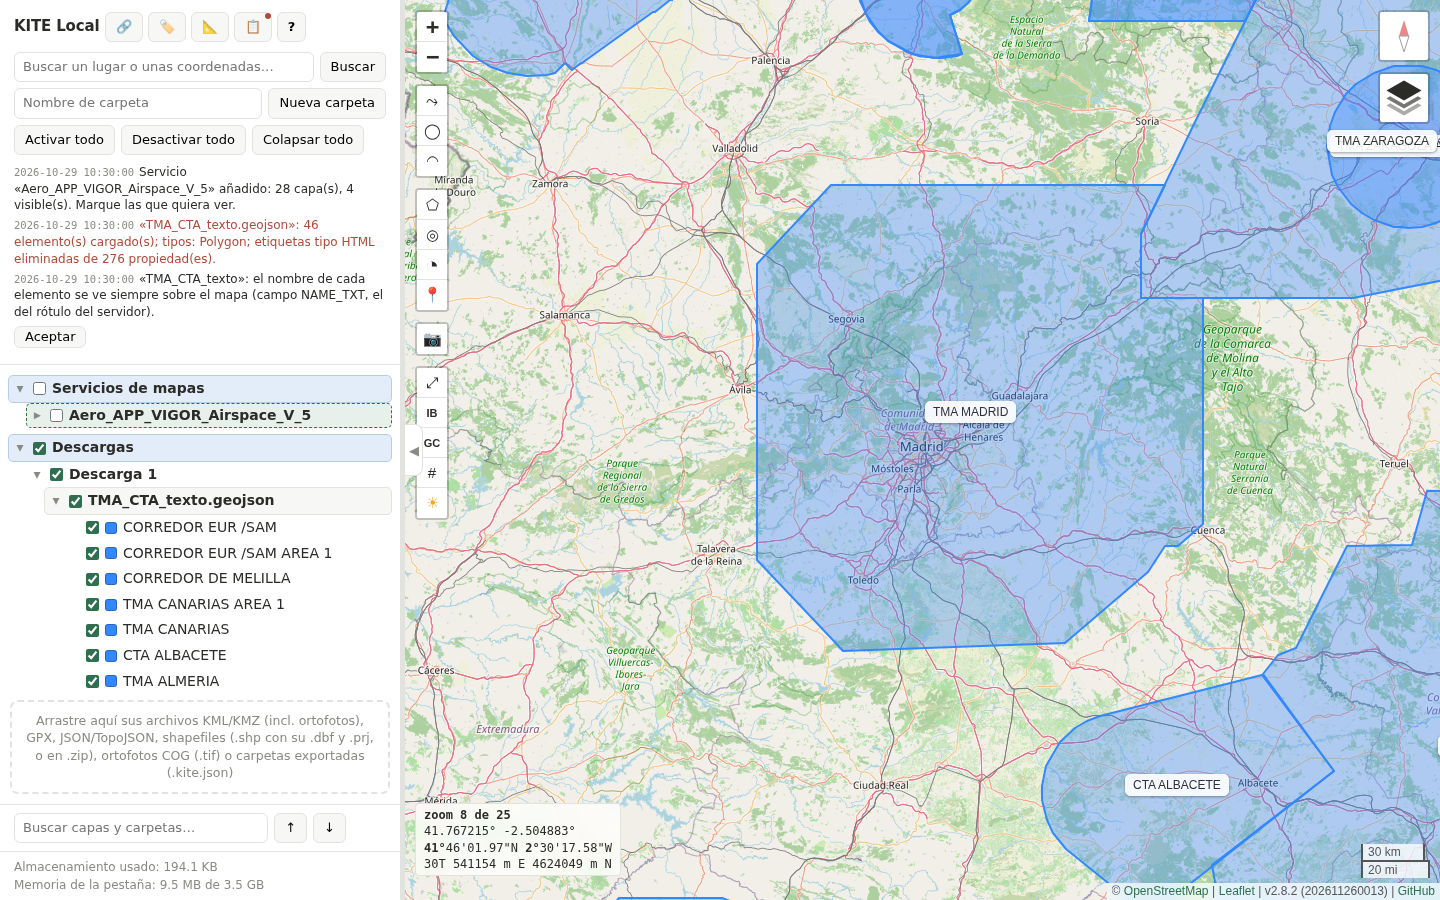 KITE Local
?
Buscar un lugar o unas coordenadas...
Buscar
Nombre de carpeta
Nueva carpeta
Activar todo
Desactivar todo
Colapsar todo
2026-10-29 10:30:00 Servicio
«Aero_APP_VIGOR_Airspace_V_5» añadido: 28 capa(s), 4
visible(s). Marque las que quiera ver.
2026-10-29 10:30:00 «TMA_CTA_texto.geojson»: 46
elemento(s) cargado(s); tipos: Polygon; etiquetas tipo HTML
eliminadas de 276 propiedad(es).
2026-10-29 10:30:00 «TMA_CTA_texto»: el nombre de cada
elemento se ve siempre sobre el mapa (campo NAME_TXT, el
del rótulo del servidor).
Aceptar
Servicios de mapas
Aero_APP_VIGOR_Airspace_V_5
Descargas
Descarga 1
TMA_CTA_texto.geojson
CORREDOR EUR /SAM
CORREDOR EUR /SAM AREA 1
CORREDOR DE MELILLA
TMA CANARIAS AREA 1
TMA CANARIAS
CTA ALBACETE
TMA ALMERIA
Arrastre aquí sus archivos KML/KMZ (incl. ortofotos),
GPX, JSON/TopoJSON, shapefiles (.shp con su .dbf y .prj,
o en .zip), ortofotos COG (.tif) o carpetas exportadas
(.kite.json)
Buscar capas y carpetas...
↑
↓
Almacenamiento usado: 194.1 KB
Memoria de la pestaña: 9.5 MB de 3.5 GB
+
−
IB
GC
#
Espacio
Natural
de la Sierra
de la Demanda
Palencia
Soria
TMA ZARAGOZA
Valladolid
Zamora
Miranda
Douro
Salamanca
Segovia
Geoparque
de la Comarca
de Molina
y el Alto
Tajo
Ávila
Guadalajara
TMA MADRID
Comunidad
de Madrid
Alcalá de
Henares
Madrid
Móstoles
Parla
Parque
Regional
de la Sierra
de Gredos
Parque
Natural
Serranía
de Cuenca
Teruel
Cuenca
Talavera
de la Reina
Toledo
Geoparque
Villuercas-
Ibores-
Jara
Cáceres
Extremadura
Ciudad Real
CTA ALBACETE
Albacete
Mérida
zoom 8 de 25
41.767215° -2.504883°
41°46'01.97"N 2°30'17.58"W
30T 541154 m E 4624049 m N
30 km
20 mi
© OpenStreetMap | Leaflet | v2.8.2 (202611260013) | GitHub